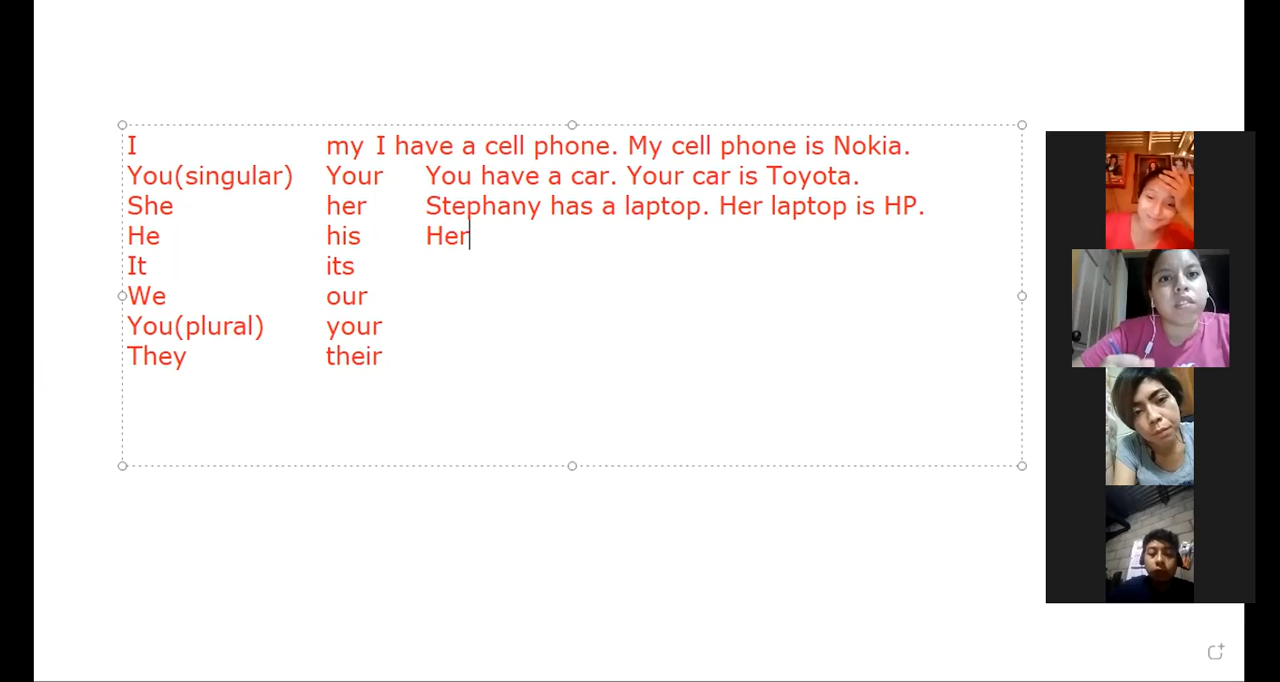 I my I have a cell phone. My cell phone is Nokia.
You(singular) Your You have a car. Your car is Toyota.
She her Stephany has a laptop. Her laptop is HP.
He his Her
It its
We our
You(plural) your
They their